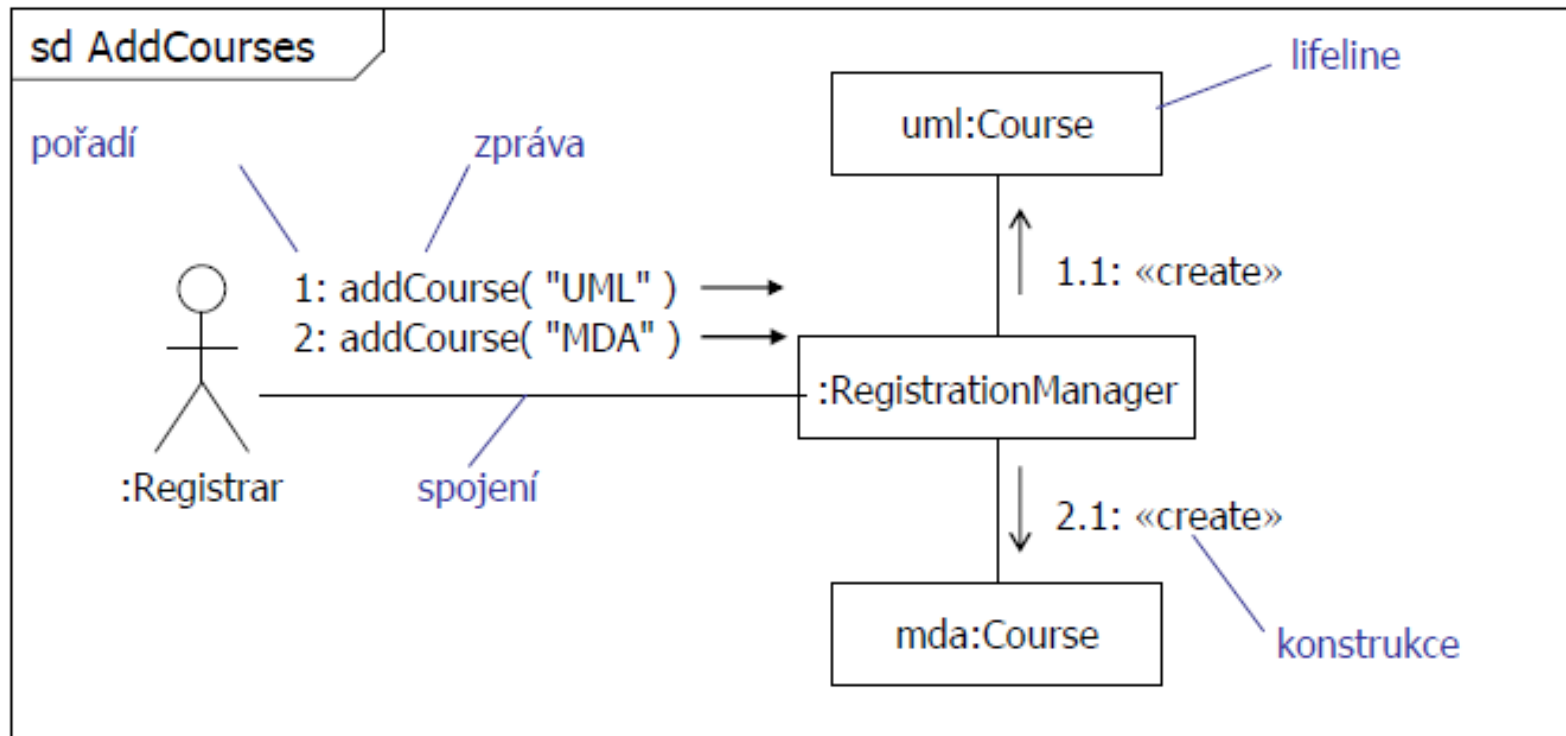 sd AddCourses
lifeline
uml:Course
pořadí
zpráva
1: addCourse( "UML" )
1.1: «create»
2: addCourse( "MDA" )
:RegistrationManager
:Registrar
spojení
2.1: «create»
mda:Course
konstrukce